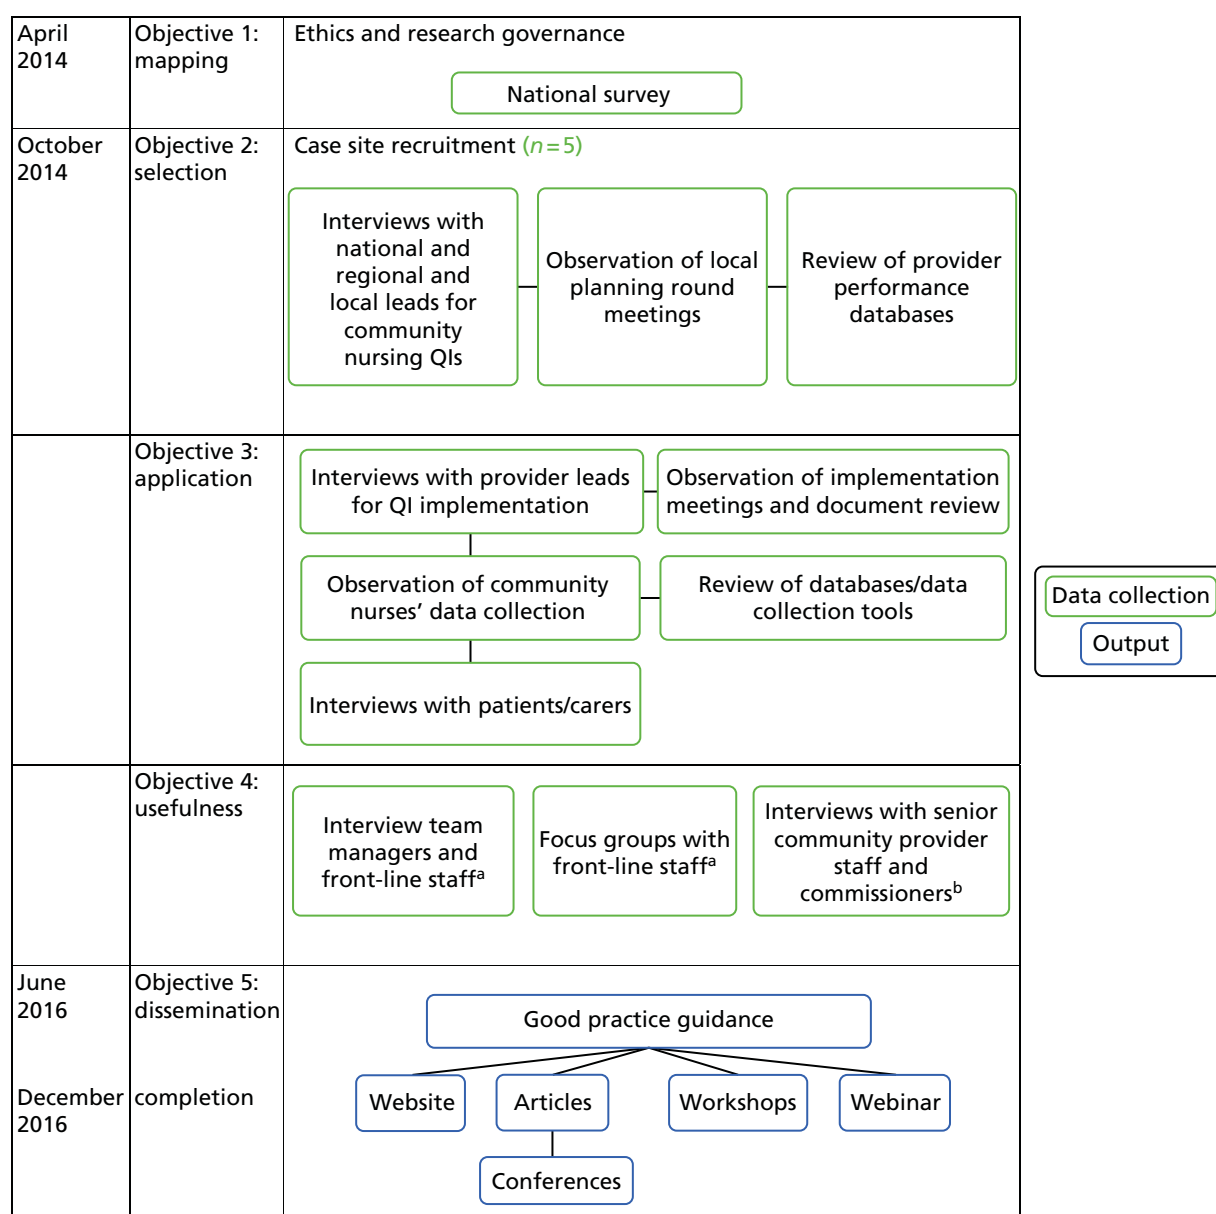 April
2014
Objective 1:
mapping
Ethics and research governance
National survey
October
2014
Objective 2:
selection
Case site recruitment (n=5)
Interviews with
national and
regional and
local leads for
community
nursing QIs
Observation of local
planning round
meetings
Review of provider
performance
databases
Objective 3:
application
Interviews with provider leads
for QI implementation
Observation of implementation
meetings and document review
Observation of community
nurses’ data collection
Review of databases/data
collection tools
Interviews with patients/carers
Data collection
Output
Objective 4:
usefulness
Interview team
managers and
front-line staffa
Focus groups with
front-line staffa
Interviews with senior
community provider
staff and
commissionersb
June
2016
Objective 5:
dissemination
Good practice guidance
December
2016
completion
Website
Articles
Workshops
Webinar
Conferences